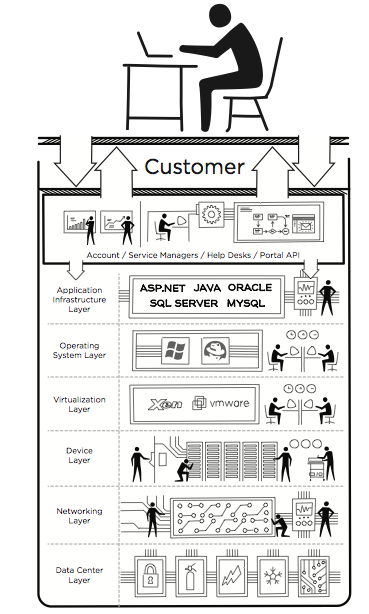 Customer
Account / Service Managers / Help Desks / Portal API
Application
Infrastructure
Layer
ASP.NET JAVA ORACLE
SQL SERVER MYSQL
Operating
System Layer
Virtualization
Layer
Xen vmware
Device
Layer
Networking
Layer
Data Center
Layer